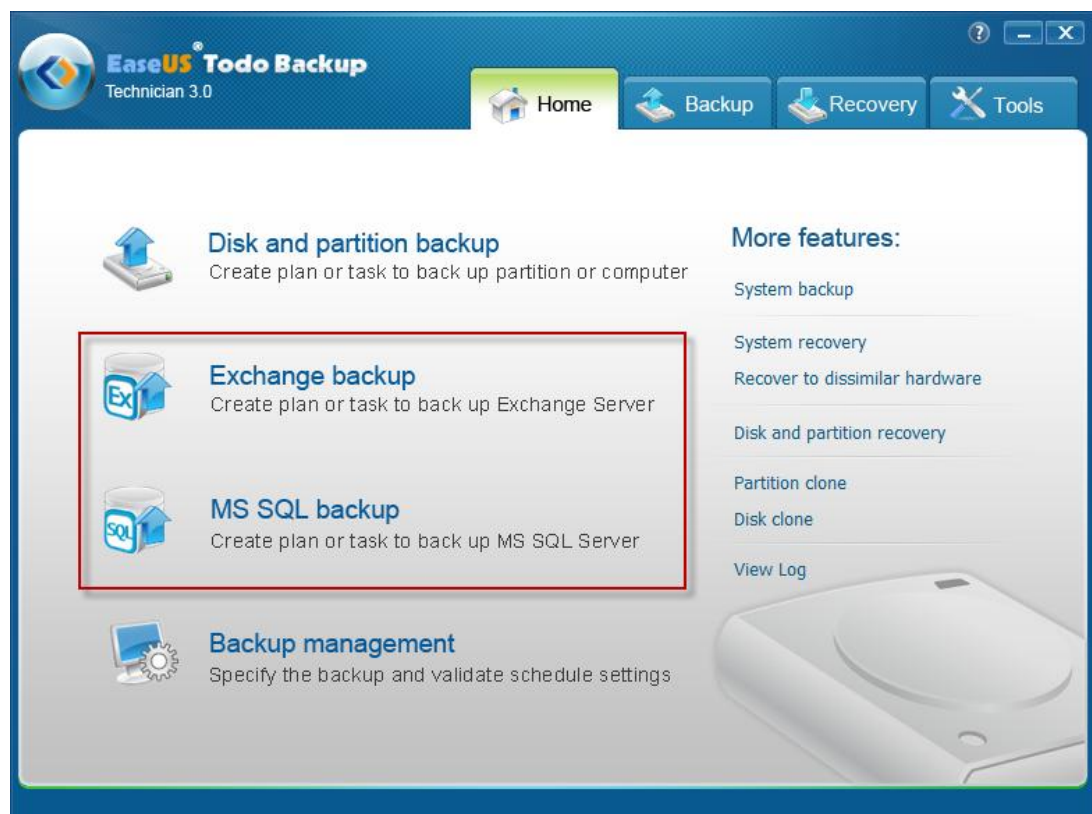 EaseUS® Todo Backup
Technician 3.0
?
Home
Backup
Recovery
Tools
Disk and partition backup
Create plan or task to back up partition or computer
Ex
Exchange backup
Create plan or task to back up Exchange Server
SQL
MS SQL backup
Create plan or task to back up MS SQL Server
Backup management
Specify the backup and validate schedule settings
More features:
System backup
System recovery
Recover to dissimilar hardware
Disk and partition recovery
Partition clone
Disk clone
View Log